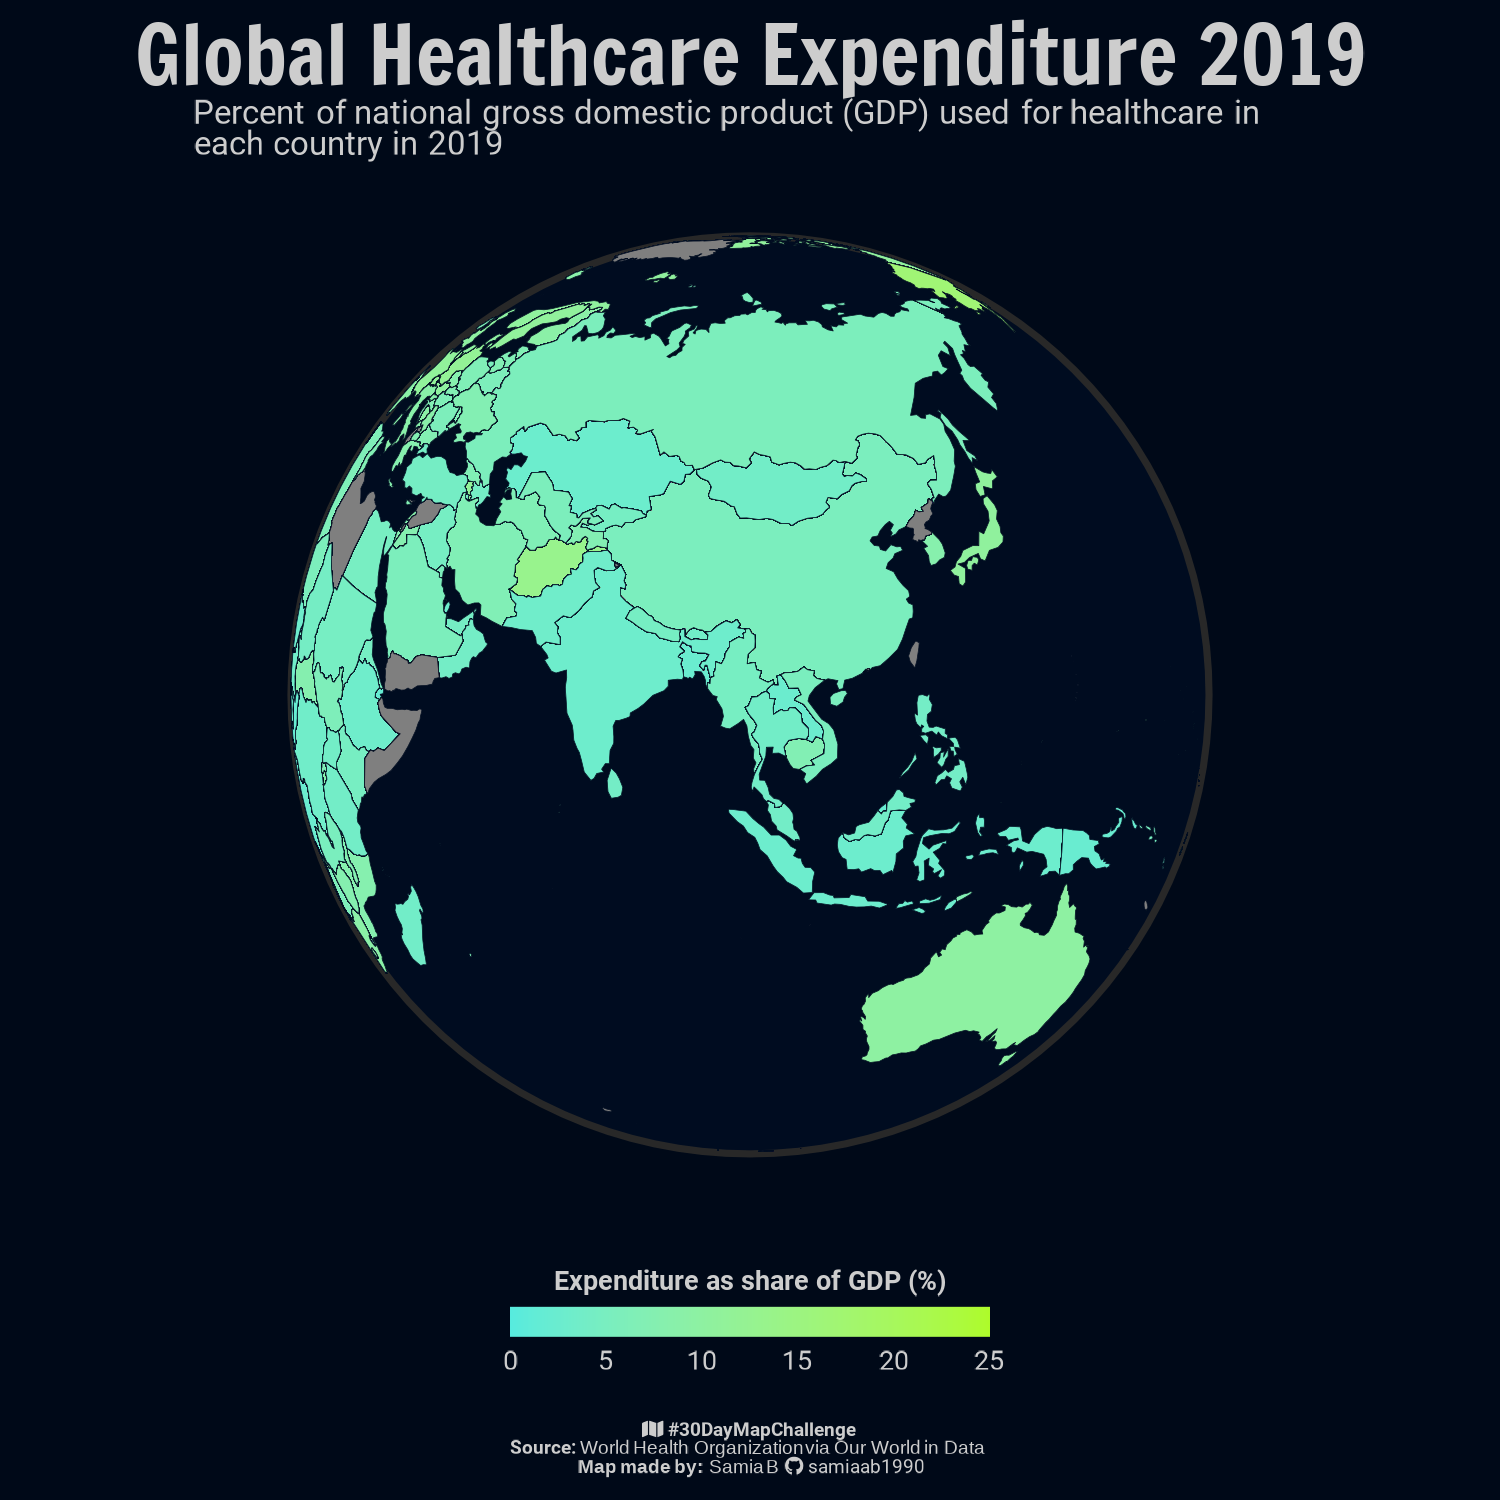 Global Healthcare Expenditure 2019
Percent of national gross domestic product (GDP) used for healthcare in
each country in 2019
Expenditure as share of GDP (%)
0 5 10 15 20 25
#30DayMapChallenge
Source: World Health Organization via Our World in Data
Map made by: Samia B samiaab1990